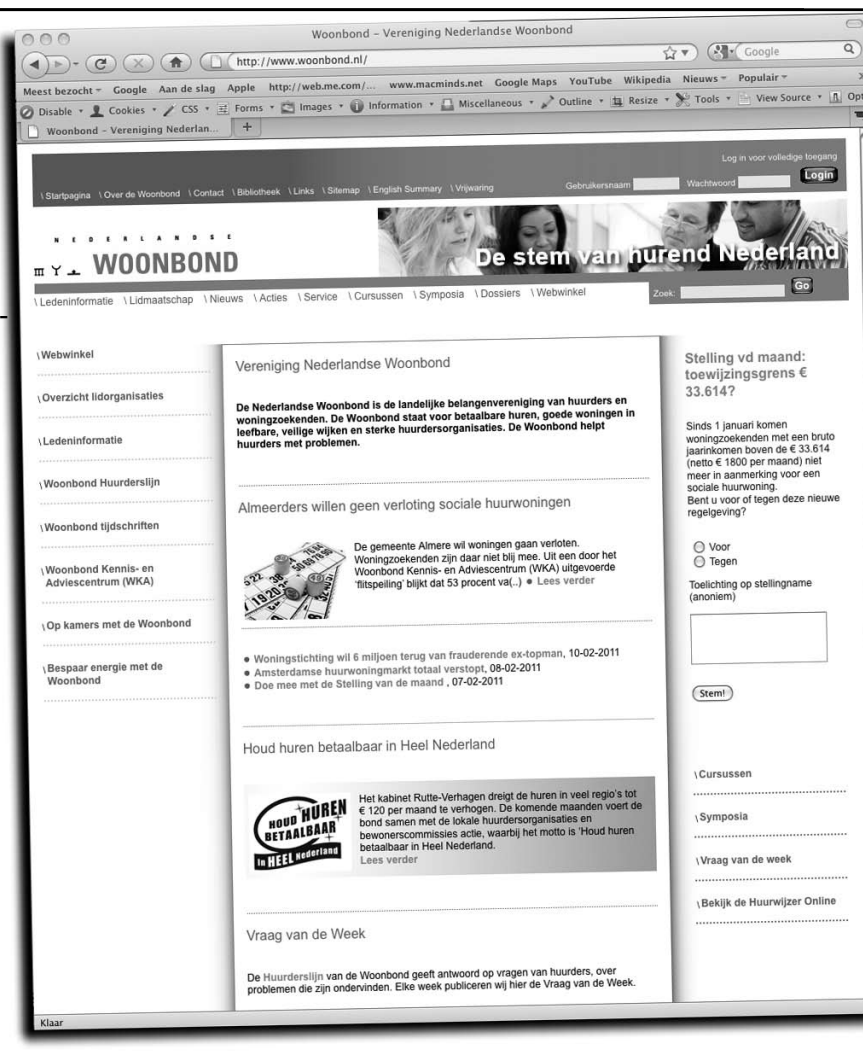 Woonbond – Vereniging Nederlandse Woonbond
http://www.woonbond.nl/
Google
Meest bezocht Google Aan de slag Apple http://web.me.com/... www.macminds.net Google Maps YouTube Wikipedia Nieuws Populair
Disable Cookies CSS Forms Images Information Miscellaneous Outline Resize Tools View Source Opt
Woonbond – Vereniging Nederlan... +
Log in voor volledige toegang
\ Startpagina \ Over de Woonbond \ Contact \ Bibliotheek \ Links \ Sitemap \ English Summary \ Vrijwaring Gebruikersnaam Wachtwoord Login
NEDERLANDSE
WOONBOND
De stem van hurend Nederland
\ Ledeninformatie \ Lidmaatschap \ Nieuws \ Acties \ Service \ Cursussen \ Symposia \ Dossiers \ Webwinkel
Zoek: Go
\ Webwinkel
\ Overzicht lidorganisaties
\ Ledeninformatie
\ Woonbond Huurderslijn
\ Woonbond tijdschriften
\ Woonbond Kennis- en
Adviescentrum (WKA)
\ Op kamers met de Woonbond
\ Bespaar energie met de
Woonbond
Vereniging Nederlandse Woonbond
De Nederlandse Woonbond is de landelijke belangenvereniging van huurders en
woningzoekenden. De Woonbond staat voor betaalbare huren, goede woningen in
leefbare, veilige wijken en sterke huurdersorganisaties. De Woonbond helpt
huurders met problemen.
Almeerders willen geen verloting sociale huurwoningen
De gemeente Almere wil woningen gaan verloten.
Woningzoekenden zijn daar niet blij mee. Uit een door het
Woonbond Kennis- en Adviescentrum (WKA) uitgevoerde
'flitspeiling' blijkt dat 53 procent va(..) ● Lees verder
● Woningstichting wil 6 miljoen terug van frauderende ex-topman, 10-02-2011
● Amsterdamse huurwoningmarkt totaal verstopt, 08-02-2011
● Doe mee met de Stelling van de maand , 07-02-2011
Houd huren betaalbaar in Heel Nederland
HOUD HUREN
BETAALBAAR
In HEEL Nederland
Het kabinet Rutte-Verhagen dreigt de huren in veel regio's tot
€ 120 per maand te verhogen. De komende maanden voert de
bond samen met de lokale huurdersorganisaties en
bewonerscommissies actie, waarbij het motto is 'Houd huren
betaalbaar in Heel Nederland.
Lees verder
Vraag van de Week
De Huurderslijn van de Woonbond geeft antwoord op vragen van huurders, over
problemen die zijn ondervinden. Elke week publiceren wij hier de Vraag van de Week.
Stelling vd maand:
toewijzingsgrens €
33.614?
Sinds 1 januari komen
woningzoekenden met een bruto
jaarinkomen boven de € 33.614
(netto € 1800 per maand) niet
meer in aanmerking voor een
sociale huurwoning.
Bent u voor of tegen deze nieuwe
regelgeving?
Voor
Tegen
Toelichting op stellingname
(anoniem)
Stem!
\ Cursussen
\ Symposia
\ Vraag van de week
\ Bekijk de Huurwijzer Online
Klaar